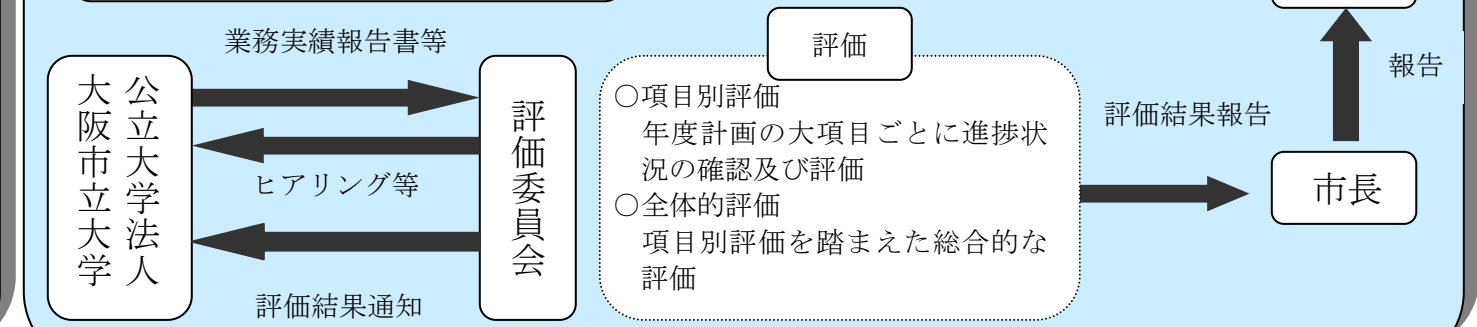 業務実績報告書等
公立大学法人
大阪市立大学
ヒアリング等
評価結果通知
評価委員会
評価
○項目別評価
年度計画の大項目ごとに進捗状
況の確認及び評価
○全体的評価
項目別評価を踏まえた総合的な
評価
評価結果報告
市長
報告